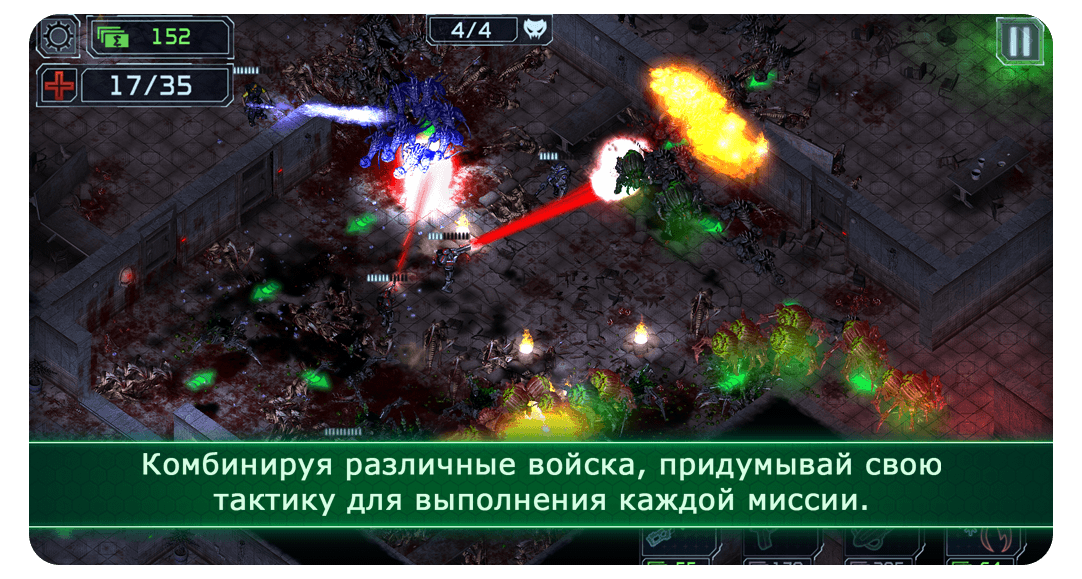 152
4/4
17/35
Комбинируя различные войска, придумывай свою
тактику для выполнения каждой миссии.